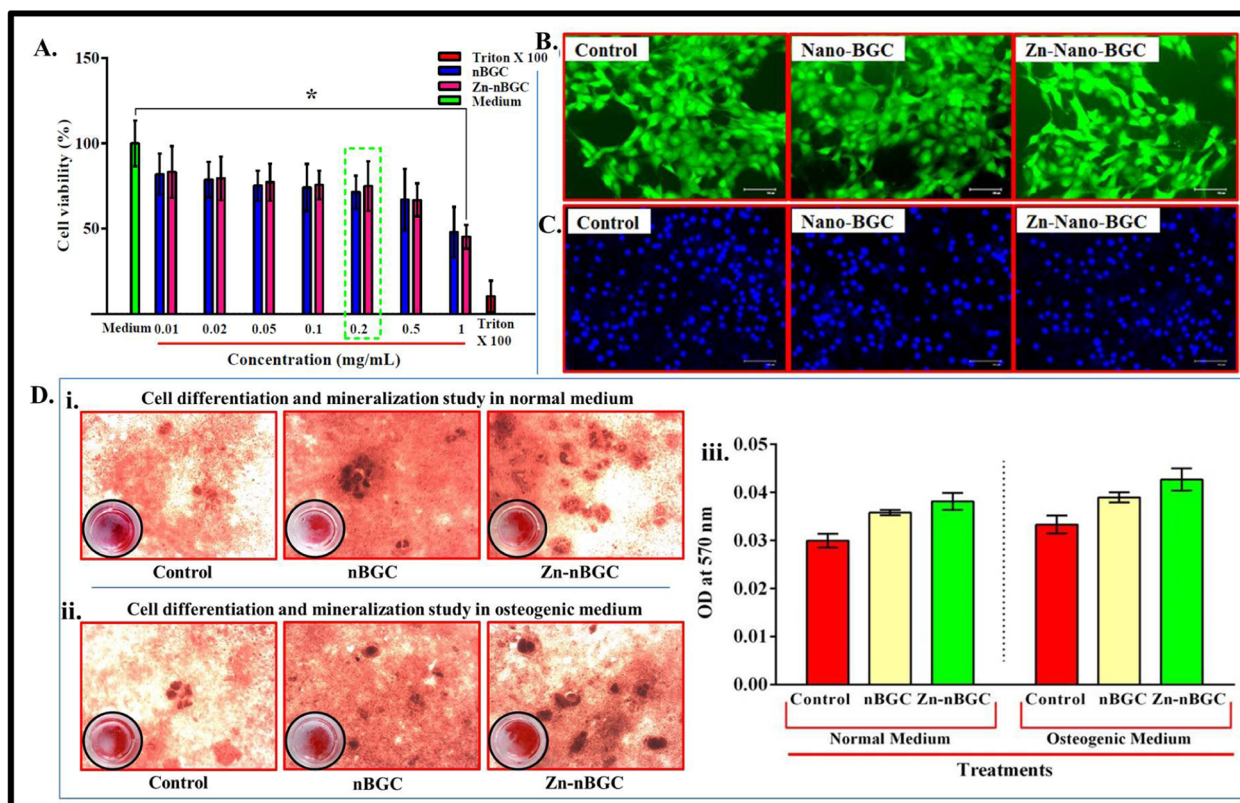 A.
150
100
50
Cell viability (%)
*
Triton X 100
nBGC
Zn-nBGC
Medium
Medium 0.01 0.02 0.05 0.1 0.2 0.5 1 Triton
X 100
Concentration (mg/mL)
B.
Control
Nano-BGC
Zn-Nano-BGC
C.
Control
Nano-BGC
Zn-Nano-BGC
D.
i.
Cell differentiation and mineralization study in normal medium
Control
nBGC
Zn-nBGC
ii.
Cell differentiation and mineralization study in osteogenic medium
Control
nBGC
Zn-nBGC
iii.
0.05
0.04
0.03
0.02
0.01
0.00
OD at 570 nm
Control nBGC Zn-nBGC Control nBGC Zn-nBGC
Normal Medium Osteogenic Medium
Treatments